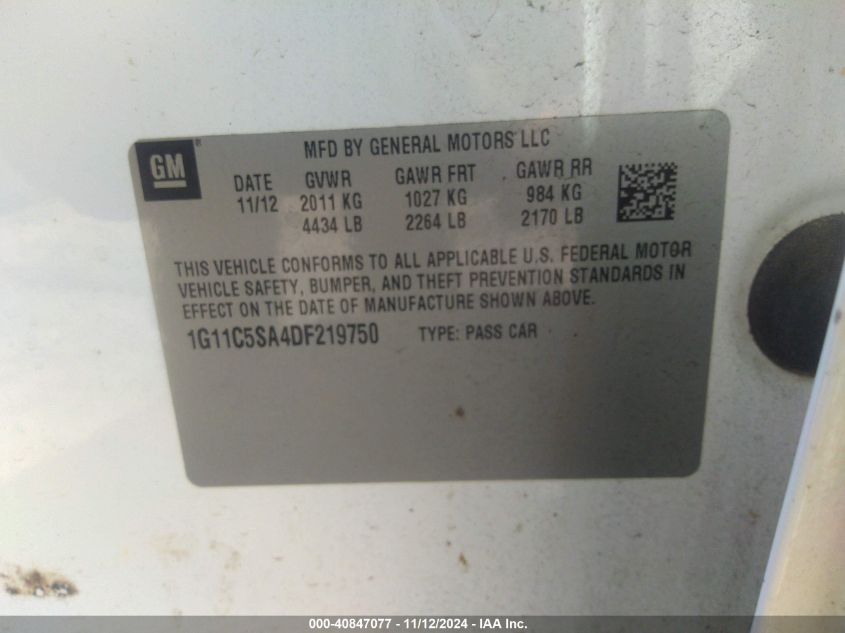 GM®
MFD BY GENERAL MOTORS LLC
DATE GVWR GAWR FRT GAWR RR
11/12 2011 KG 1027 KG 984 KG
4434 LB 2264 LB 2170 LB
THIS VEHICLE CONFORMS TO ALL APPLICABLE U.S. FEDERAL MOTOR
VEHICLE SAFETY, BUMPER, AND THEFT PREVENTION STANDARDS IN
EFFECT ON THE DATE OF MANUFACTURE SHOWN ABOVE.
1G11C5SA4DF219750 TYPE: PASS CAR
000-40847077 - 11/12/2024 - IAA Inc.